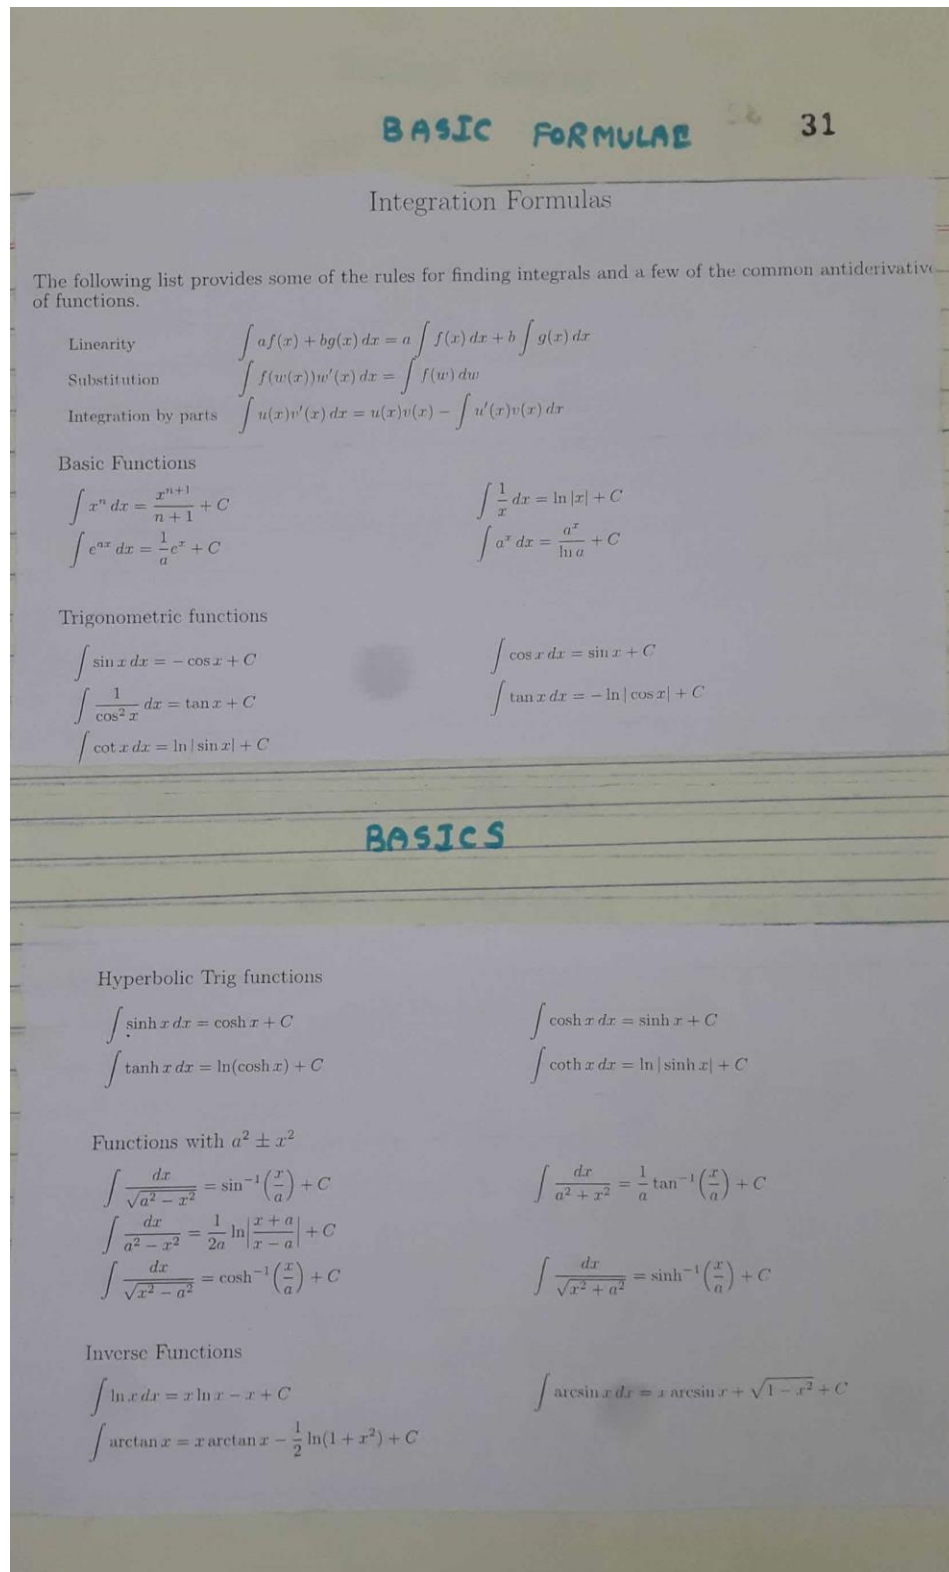 BASIC FORMULAE 31
Integration Formulas
The following list provides some of the rules for finding integrals and a few of the common antiderivative
of functions.
Linearity ∫ af(x) + bg(x) dx = a ∫ f(x) dx + b ∫ g(x) dx
Substitution ∫ f(w(x))w'(x) dx = ∫ f(w) dw
Integration by parts ∫ u(x)v'(x) dx = u(x)v(x) − ∫ u'(x)v(x) dx
Basic Functions
∫ xⁿ dx = xⁿ⁺¹/(n + 1) + C ∫ 1/x dx = ln |x| + C
∫ eᵃˣ dx = 1/a eˣ + C ∫ aˣ dx = aˣ/ln a + C
Trigonometric functions
∫ sin x dx = − cos x + C ∫ cos x dx = sin x + C
∫ 1/cos² x dx = tan x + C ∫ tan x dx = − ln | cos x| + C
∫ cot x dx = ln | sin x| + C
BASICS
Hyperbolic Trig functions
∫ sinh x dx = cosh x + C ∫ cosh x dx = sinh x + C
∫ tanh x dx = ln(cosh x) + C ∫ coth x dx = ln | sinh x| + C
Functions with a² ± x²
∫ dx/√(a² − x²) = sin⁻¹(x/a) + C ∫ dx/(a² + x²) = 1/a tan⁻¹(x/a) + C
∫ dx/(a² − x²) = 1/2a ln|(x + a)/(x − a)| + C
∫ dx/√(x² − a²) = cosh⁻¹(x/a) + C ∫ dx/√(x² + a²) = sinh⁻¹(x/a) + C
Inverse Functions
∫ ln x dx = x ln x − x + C ∫ arcsin x dx = x arcsin x + √(1 − x²) + C
∫ arctan x = x arctan x − 1/2 ln(1 + x²) + C